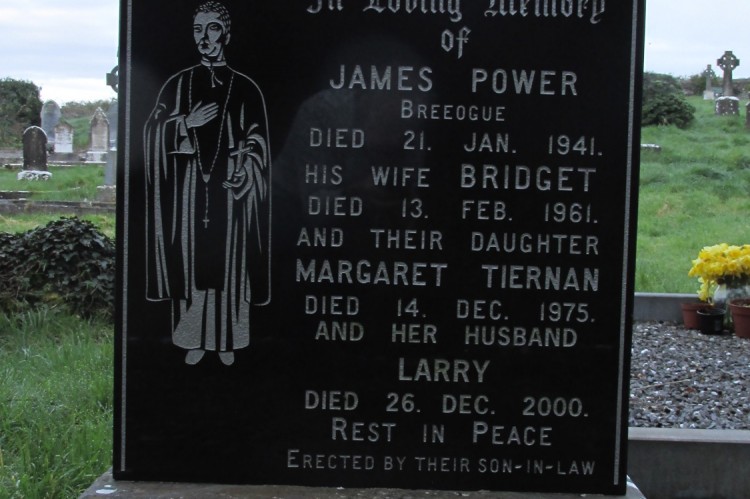 In Loving Memory
of
JAMES POWER
BREEOGUE
DIED 21. JAN. 1941.
HIS WIFE BRIDGET
DIED 13. FEB. 1961.
AND THEIR DAUGHTER
MARGARET TIERNAN
DIED 14. DEC. 1975.
AND HER HUSBAND
LARRY
DIED 26. DEC. 2000.
REST IN PEACE
ERECTED BY THEIR SON-IN-LAW